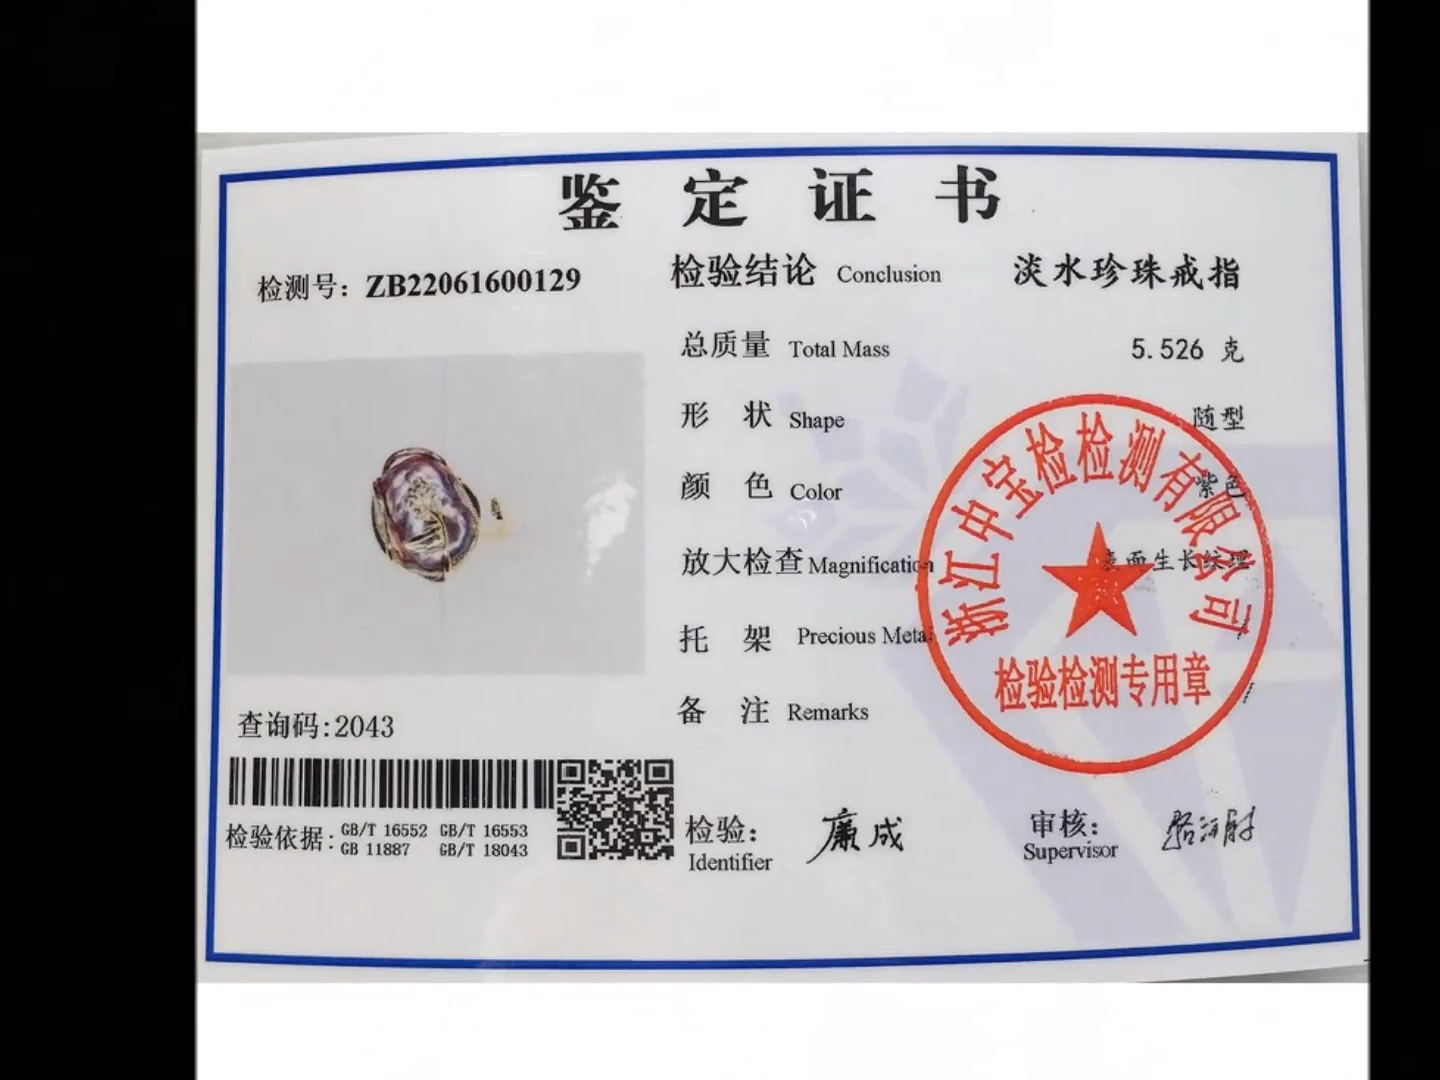 鉴定证书
检测号：ZB22061600129
检验结论 Conclusion 淡水珍珠戒指
总质量 Total Mass 5.526 克
形状 Shape 随型
颜色 Color 紫色
放大检查 Magnification 表面生长纹理
托架 Precious Metal /
备注 Remarks /
浙江中宝检检测有限公司
检验检测专用章
查询码:2043
检验依据: GB/T 16552 GB/T 16553
GB 11887 GB/T 18043
检验：
Identifier
审核：
Supervisor